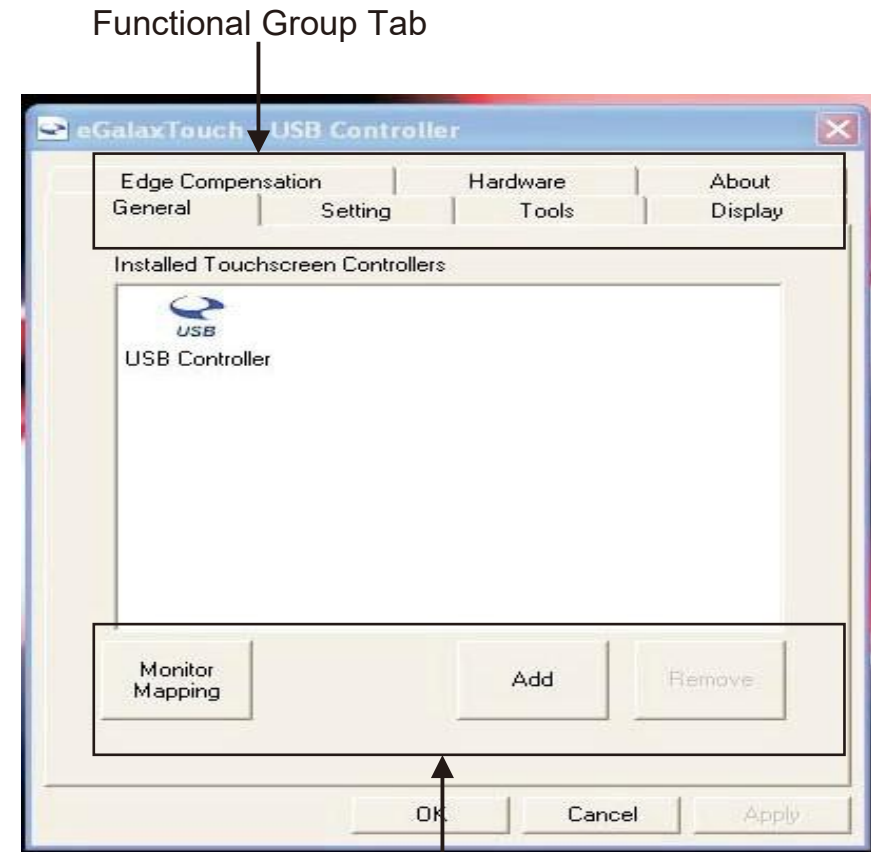 Functional Group Tab
eGalaxTouch : USB Controller
Edge Compensation Hardware About
General Setting Tools Display
Installed Touchscreen Controllers
USB
USB Controller
Monitor
Mapping
Add
Remove
OK Cancel Apply